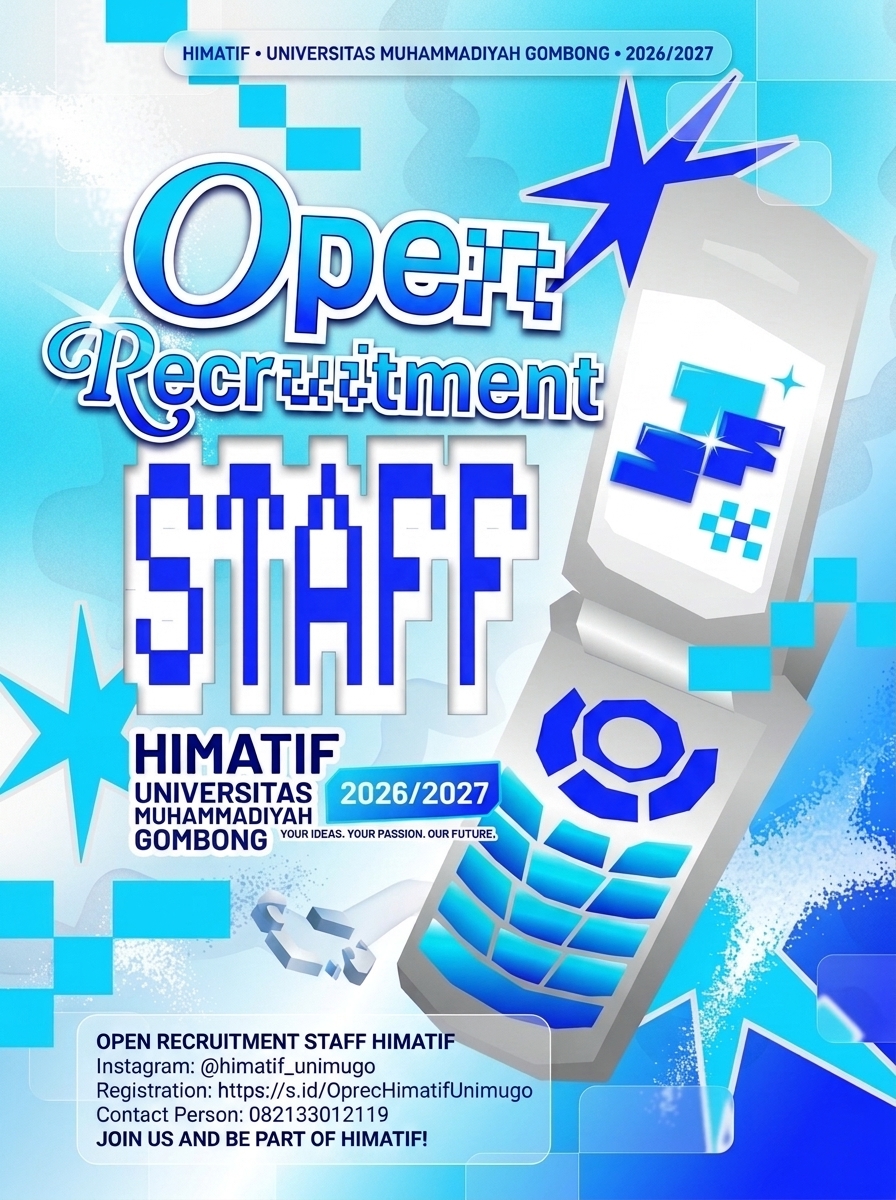 HIMATIF • UNIVERSITAS MUHAMMADIYAH GOMBONG • 2026/2027
Open
Recruitment
STAFF
HIMATIF
UNIVERSITAS
MUHAMMADIYAH
GOMBONG
2026/2027
YOUR IDEAS. YOUR PASSION. OUR FUTURE.
OPEN RECRUITMENT STAFF HIMATIF
Instagram: @himatif_unimugo
Registration: https://s.id/OprecHimatifUnimugo
Contact Person: 082133012119
JOIN US AND BE PART OF HIMATIF!